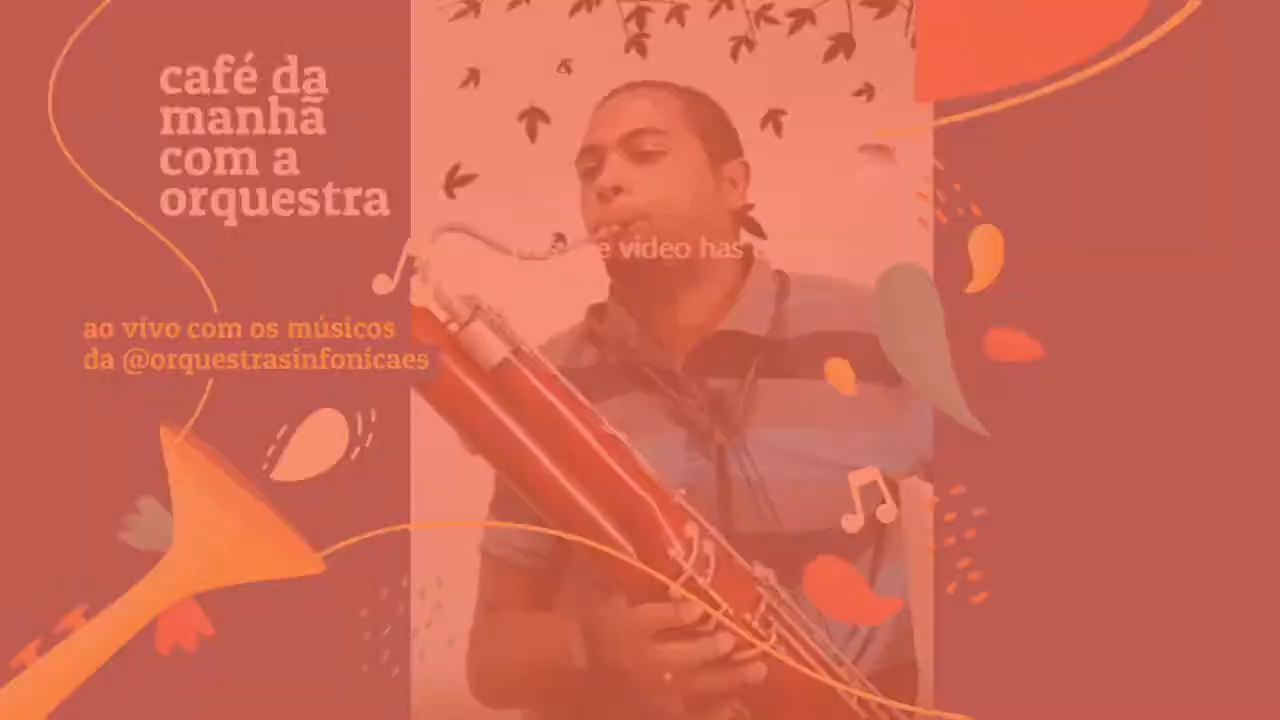 café da
manhã
com a
orquestra
e video has
ao vivo com os músicos
da @orquestrasinfonicaes